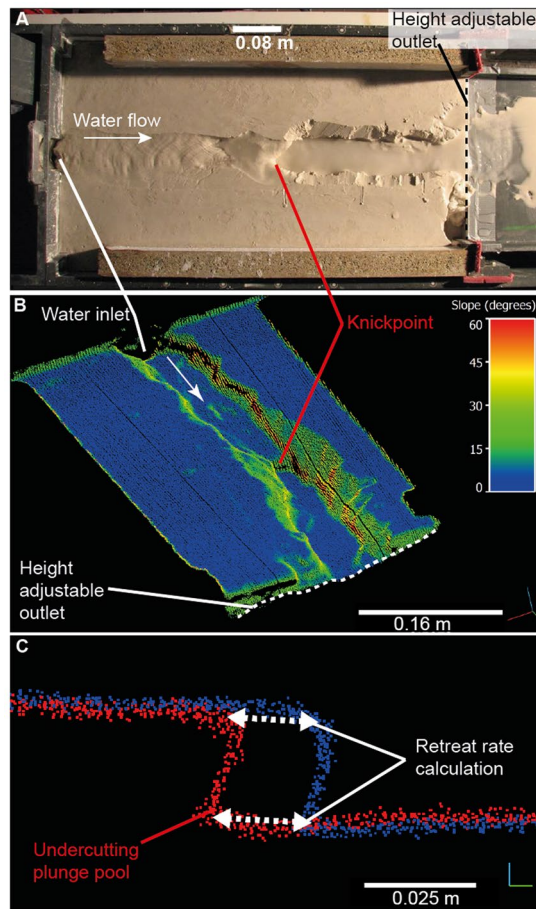 A
0.08 m
Height adjustable
outlet
Water flow
B
Water inlet
Knickpoint
Slope (degrees)
60
45
30
15
0
Height
adjustable
outlet
0.16 m
C
Retreat rate
calculation
Undercutting
plunge pool
0.025 m